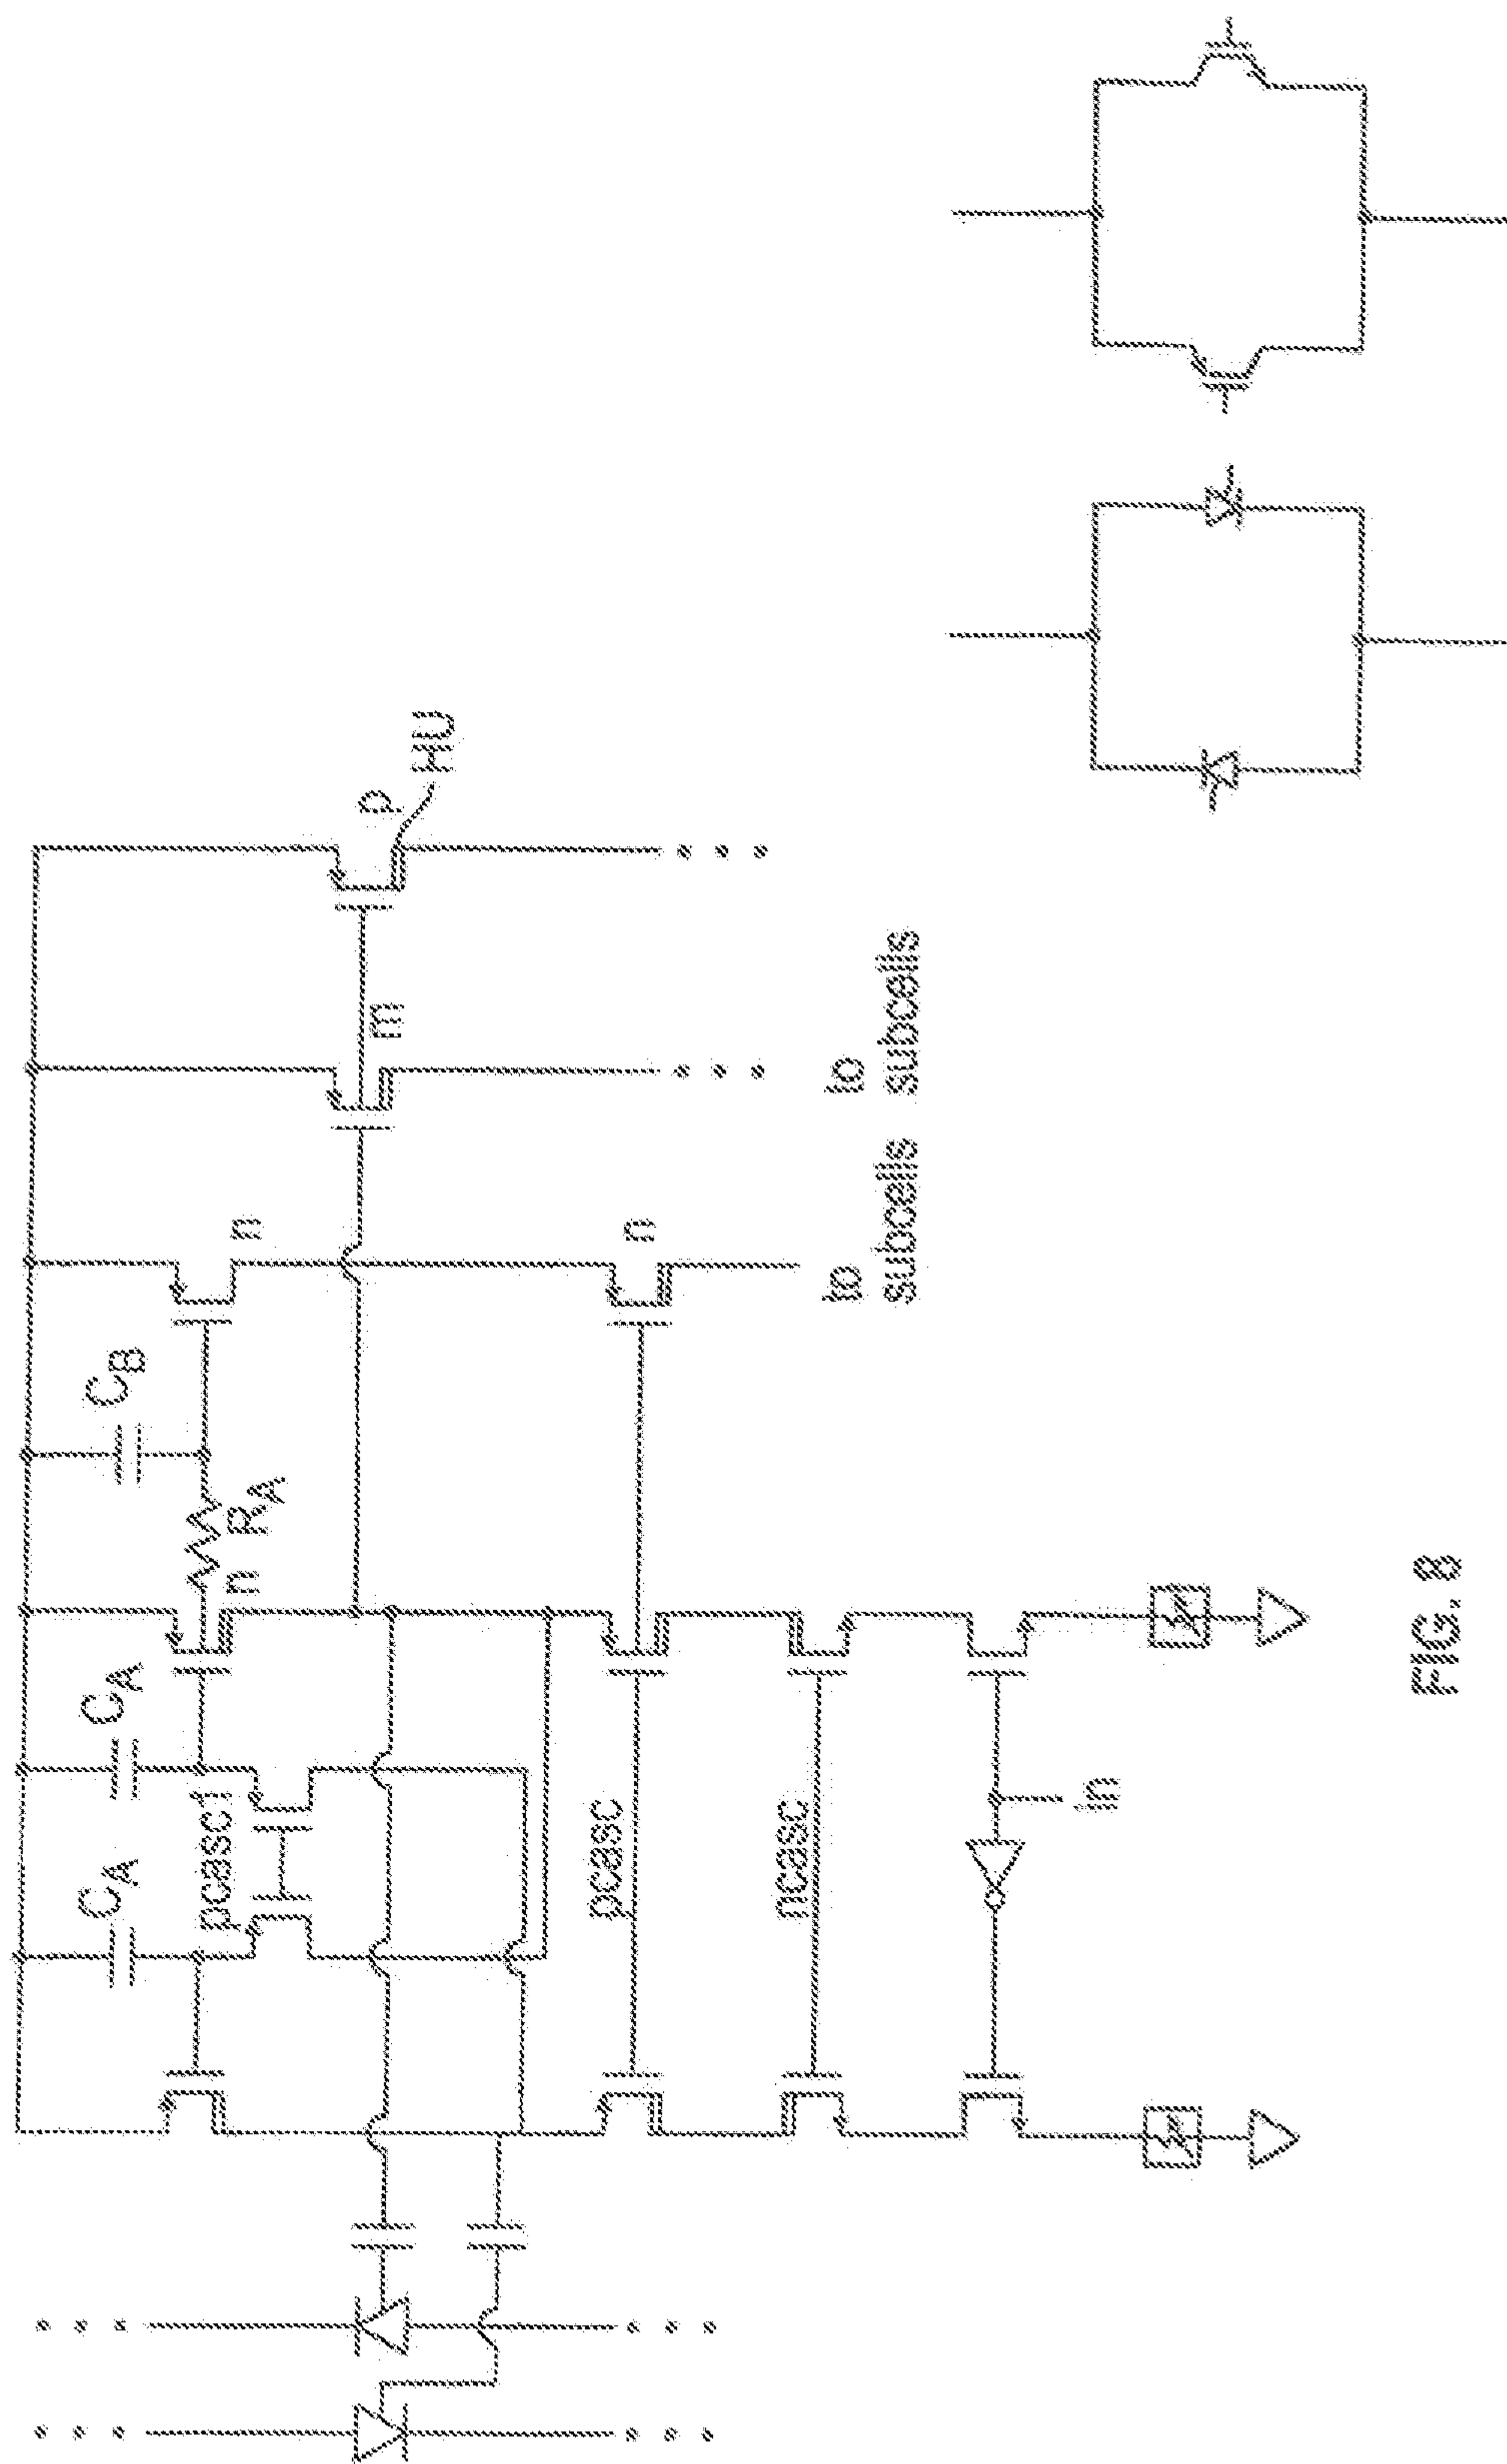 C_A
C_A
C_B
pcasc1
n
R_A
n
m
p
HU
pcasc
n
ncasc
in
to
subcells
to
subcells
FIG. 8